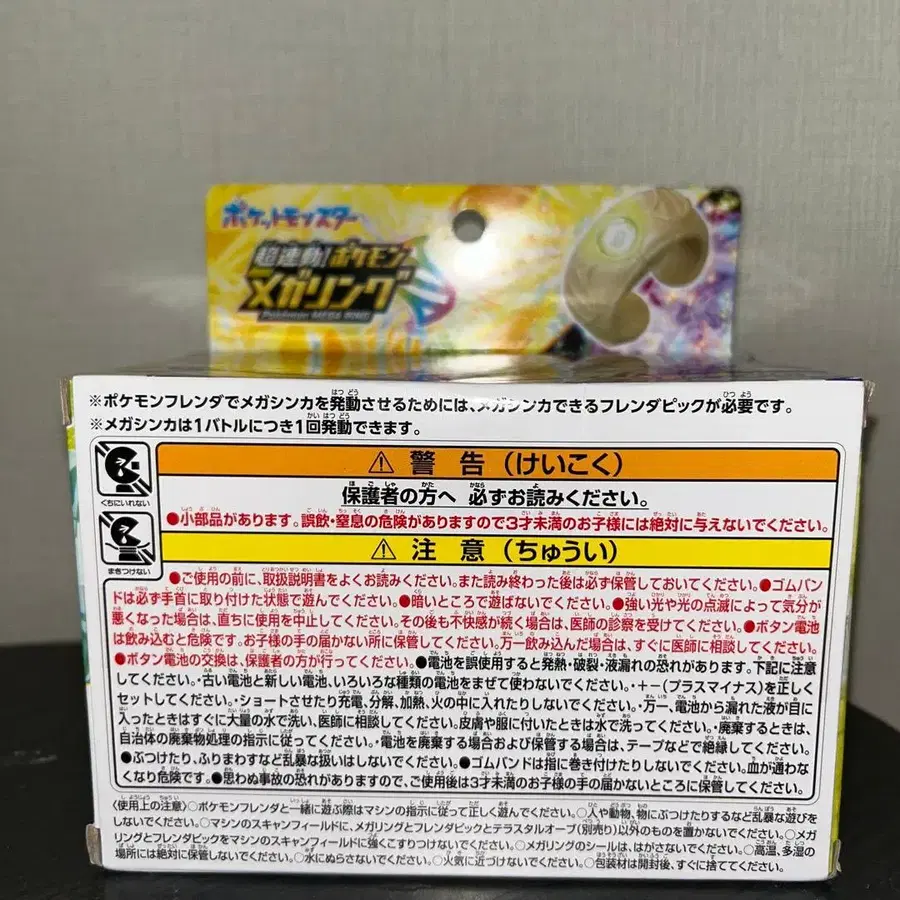 ポケットモンスター
超連動!ポケモン
メガリング
Pokémon MEGA RING
※ポケモンフレンダでメガシンカを発動させるためには、メガシンカできるフレンダピックが必要です。
※メガシンカは1バトルにつき1回発動できます。
くちにいれない
まきつけない
⚠ 警告(けいこく)
保護者の方へ 必ずお読みください。
●小部品があります。誤飲・窒息の危険がありますので3才未満のお子様には絶対に与えないでください。
⚠ 注意(ちゅうい)
●ご使用の前に、取扱説明書をよくお読みください。また読み終わった後は必ず保管しておいてください。●ゴムバン
ドは必ず手首に取り付けた状態で遊んでください。●暗いところで遊ばないでください。●強い光や光の点滅によって気分が
悪くなった場合は、直ちに使用を中止してください。その後も不快感が続く場合は、医師の診察を受けてください。●ボタン電池
は飲み込むと危険です。お子様の手の届かない所に保管してください。万一飲み込んだ場合は、すぐに医師に相談してください。
●ボタン電池の交換は、保護者の方が行ってください。●電池を誤使用すると発熱・破裂・液漏れの恐れがあります。下記に注意
してください。・古い電池と新しい電池、いろいろな種類の電池をまぜて使わないでください。・+−(プラスマイナス)を正しく
セットしてください。・ショートさせたり充電、分解、加熱、火の中に入れたりしないでください。・万一、電池から漏れた液が目に
入ったときはすぐに大量の水で洗い、医師に相談してください。皮膚や服に付いたときは水で洗ってください。・廃棄するときは、
自治体の廃棄物処理の指示に従ってください。・電池を廃棄する場合および保管する場合は、テープなどで絶縁してください。
●ぶつけたり、ふりまわすなど乱暴な扱いはしないでください。●ゴムバンドは指に巻き付けたりしないでください。血が通わな
くなり危険です。●思わぬ事故の恐れがありますので、ご使用後は3才未満のお子様の手の届かないところに保管してください。
〈使用上の注意〉○ポケモンフレンダと一緒に遊ぶ際はマシンの指示に従って正しく遊んでください。○人や動物、物にぶつけたりするなど乱暴な遊びを
しないでください。○マシンのスキャンフィールドに、メガリングとフレンダピックとテラスタルオーブ(別売り)以外のものを置かないでください。○メガ
リングとフレンダピックをマシンのスキャンフィールドに強くこすりつけないでください。○メガリングのシールは、はがさないでください。○高温、多湿の
場所には絶対に保管しないでください。○水にぬらさないでください。○火気に近づけないでください。○包装材は開封後、すぐに捨ててください。